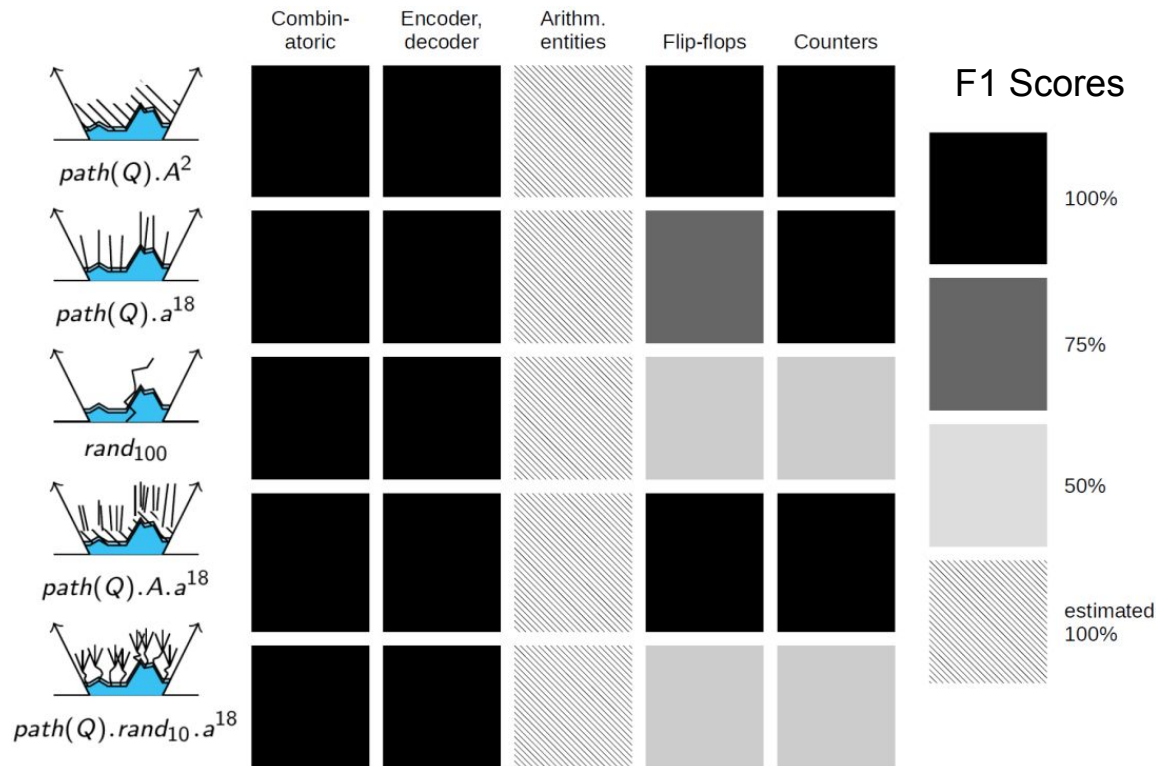 Combin-
atoric
Encoder,
decoder
Arithm.
entities
Flip-flops
Counters
F1 Scores
path(Q).A²
path(Q).a¹⁸
rand₁₀₀
path(Q).A.a¹⁸
path(Q).rand₁₀.a¹⁸
100%
75%
50%
estimated
100%